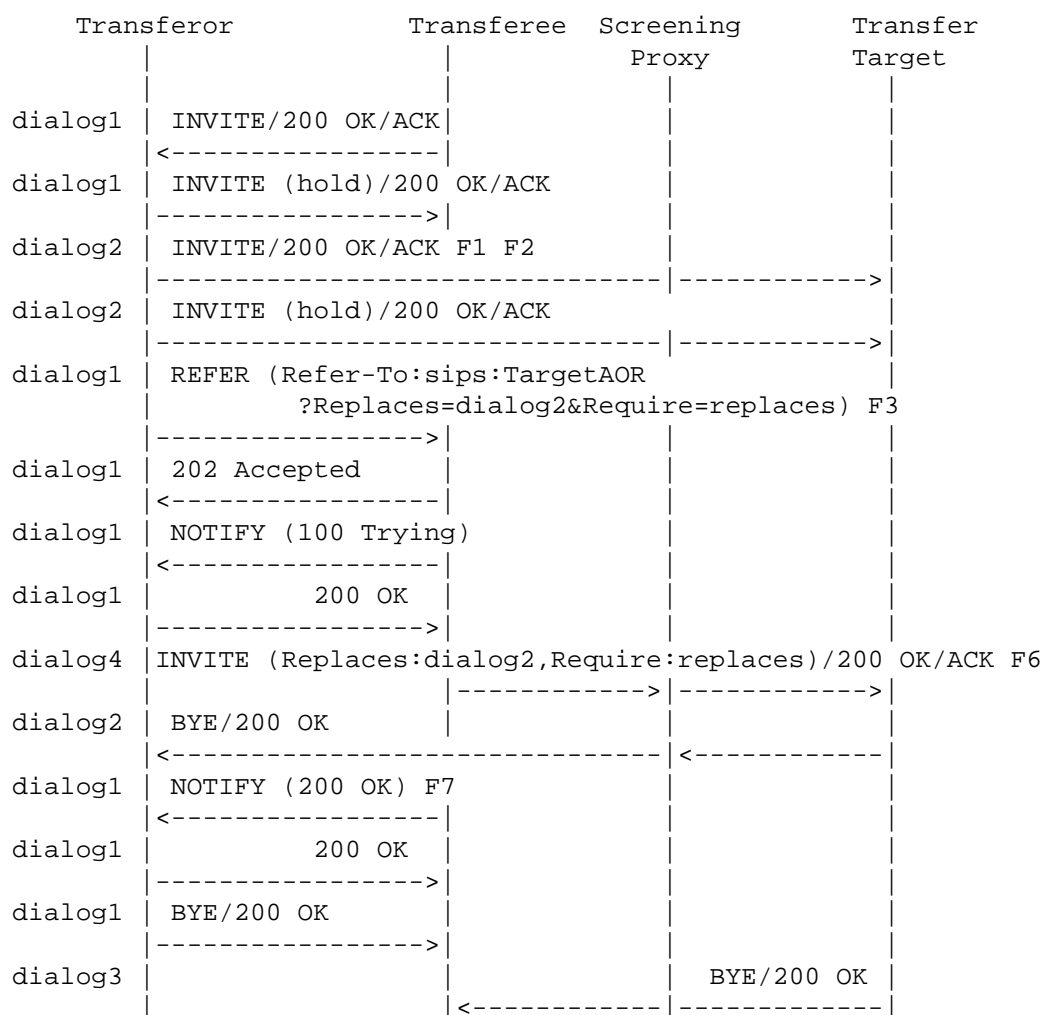 Transferor Transferee Screening Transfer
Proxy Target
dialog1 INVITE/200 OK/ACK
dialog1 INVITE (hold)/200 OK/ACK
dialog2 INVITE/200 OK/ACK F1 F2
dialog2 INVITE (hold)/200 OK/ACK
dialog1 REFER (Refer-To:sips:TargetAOR
?Replaces=dialog2&Require=replaces) F3
dialog1 202 Accepted
dialog1 NOTIFY (100 Trying)
dialog1 200 OK
dialog4 INVITE (Replaces:dialog2,Require:replaces)/200 OK/ACK F6
dialog2 BYE/200 OK
dialog1 NOTIFY (200 OK) F7
dialog1 200 OK
dialog1 BYE/200 OK
dialog3 BYE/200 OK